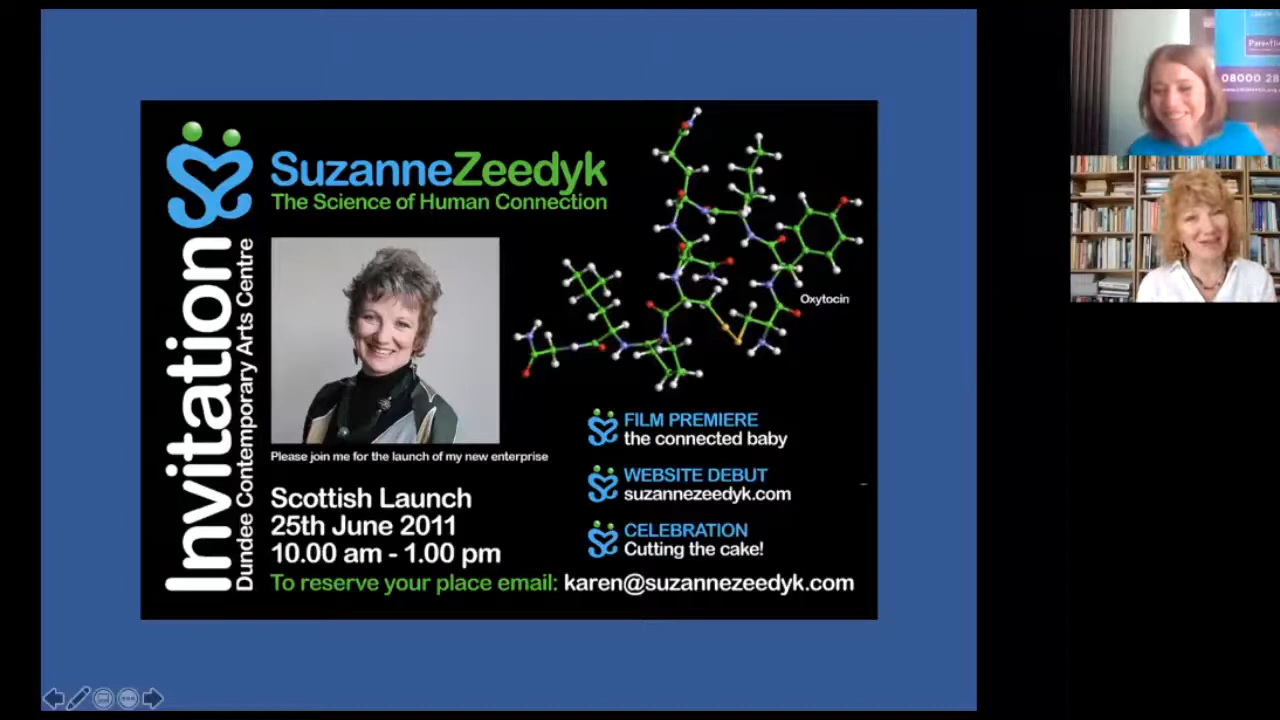 SuzanneZeedyk
The Science of Human Connection
Invitation
Dundee Contemporary Arts Centre
Oxytocin
Please join me for the launch of my new enterprise
Scottish Launch
25th June 2011
10.00 am - 1.00 pm
FILM PREMIERE
the connected baby
WEBSITE DEBUT
suzannezeedyk.com
CELEBRATION
Cutting the cake!
To reserve your place email: karen@suzannezeedyk.com
08000 28